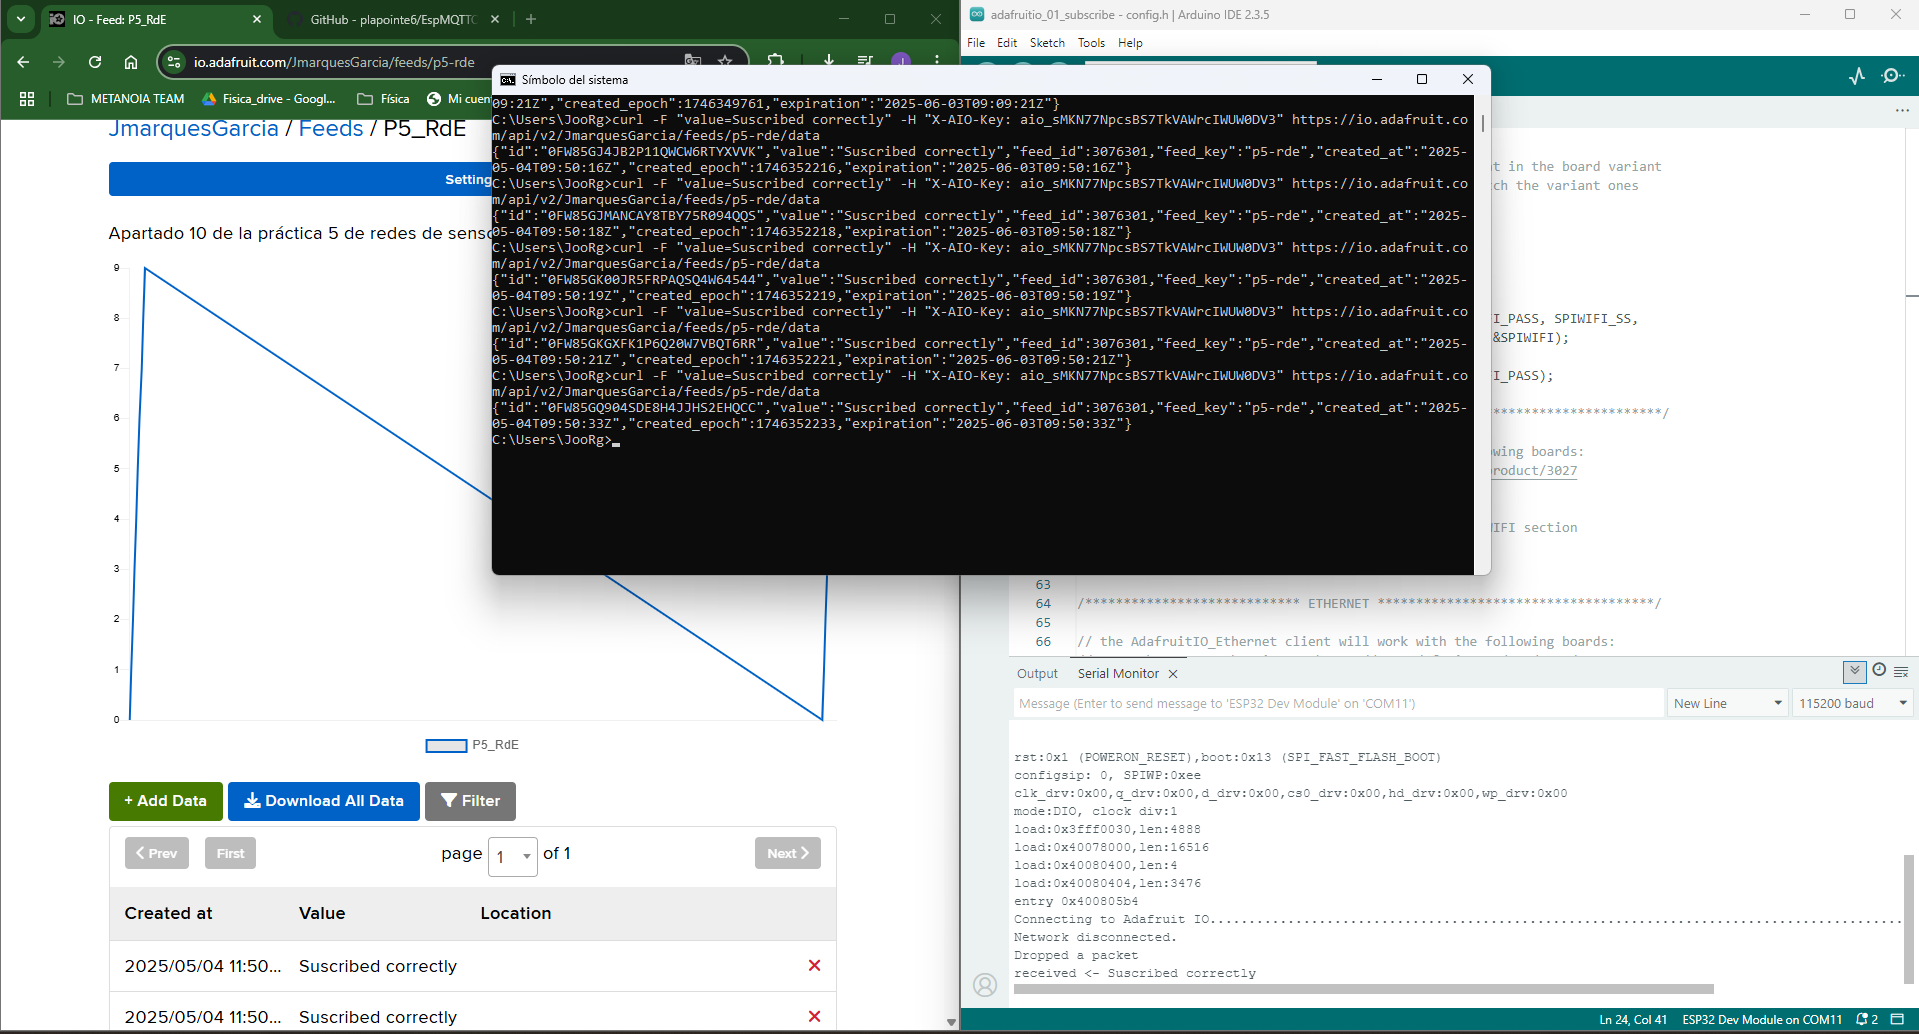 IO - Feed: P5_RdE
GitHub - plapointe6/EspMQTTC
io.adafruit.com/JmarquesGarcia/feeds/p5-rde
METANOIA TEAM
Fisica_drive - Googl...
Física
Mi cuen
JmarquesGarcia / Feeds / P5_RdE
Setting
Apartado 10 de la práctica 5 de redes de senso
9
8
7
6
5
4
3
2
1
0
P5_RdE
+ Add Data
Download All Data
Filter
Prev
First
page 1 of 1
Next
Created at Value Location
2025/05/04 11:50... Suscribed correctly
2025/05/04 11:50... Suscribed correctly
Símbolo del sistema
09:21Z","created_epoch":1746349761,"expiration":"2025-06-03T09:09:21Z"}
C:\Users\JooRg>curl -F "value=Suscribed correctly" -H "X-AIO-Key: aio_sMKN77NpcsBS7TkVAWrcIWUW0DV3" https://io.adafruit.co
m/api/v2/JmarquesGarcia/feeds/p5-rde/data
{"id":"0FW85GJ4JB2P11QWCW6RTYXVVK","value":"Suscribed correctly","feed_id":3076301,"feed_key":"p5-rde","created_at":"2025-
05-04T09:50:16Z","created_epoch":1746352216,"expiration":"2025-06-03T09:50:16Z"}
C:\Users\JooRg>curl -F "value=Suscribed correctly" -H "X-AIO-Key: aio_sMKN77NpcsBS7TkVAWrcIWUW0DV3" https://io.adafruit.co
m/api/v2/JmarquesGarcia/feeds/p5-rde/data
{"id":"0FW85GJMANCAY8TBY75R094QQS","value":"Suscribed correctly","feed_id":3076301,"feed_key":"p5-rde","created_at":"2025-
05-04T09:50:18Z","created_epoch":1746352218,"expiration":"2025-06-03T09:50:18Z"}
C:\Users\JooRg>curl -F "value=Suscribed correctly" -H "X-AIO-Key: aio_sMKN77NpcsBS7TkVAWrcIWUW0DV3" https://io.adafruit.co
m/api/v2/JmarquesGarcia/feeds/p5-rde/data
{"id":"0FW85GK00JR5FRPAQSQ4W64544","value":"Suscribed correctly","feed_id":3076301,"feed_key":"p5-rde","created_at":"2025-
05-04T09:50:19Z","created_epoch":1746352219,"expiration":"2025-06-03T09:50:19Z"}
C:\Users\JooRg>curl -F "value=Suscribed correctly" -H "X-AIO-Key: aio_sMKN77NpcsBS7TkVAWrcIWUW0DV3" https://io.adafruit.co
m/api/v2/JmarquesGarcia/feeds/p5-rde/data
{"id":"0FW85GKGXFK1P6Q20W7VBQT6RR","value":"Suscribed correctly","feed_id":3076301,"feed_key":"p5-rde","created_at":"2025-
05-04T09:50:21Z","created_epoch":1746352221,"expiration":"2025-06-03T09:50:21Z"}
C:\Users\JooRg>curl -F "value=Suscribed correctly" -H "X-AIO-Key: aio_sMKN77NpcsBS7TkVAWrcIWUW0DV3" https://io.adafruit.co
m/api/v2/JmarquesGarcia/feeds/p5-rde/data
{"id":"0FW85GQ904SDE8H4JJHS2EHQCC","value":"Suscribed correctly","feed_id":3076301,"feed_key":"p5-rde","created_at":"2025-
05-04T09:50:33Z","created_epoch":1746352233,"expiration":"2025-06-03T09:50:33Z"}
C:\Users\JooRg>
adafruitio_01_subscribe - config.h | Arduino IDE 2.3.5
File Edit Sketch Tools Help
t in the board variant
ch the variant ones
I_PASS, SPIWIFI_SS,
&SPIWIFI);
I_PASS);
***********************/
wing boards:
product/3027
IFI section
63
64 /**************************** ETHERNET ************************************/
65
66 // the AdafruitIO_Ethernet client will work with the following boards:
Output
Serial Monitor
Message (Enter to send message to 'ESP32 Dev Module' on 'COM11')
New Line
115200 baud
rst:0x1 (POWERON_RESET),boot:0x13 (SPI_FAST_FLASH_BOOT)
configsip: 0, SPIWP:0xee
clk_drv:0x00,q_drv:0x00,d_drv:0x00,cs0_drv:0x00,hd_drv:0x00,wp_drv:0x00
mode:DIO, clock div:1
load:0x3fff0030,len:4888
load:0x40078000,len:16516
load:0x40080400,len:4
load:0x40080404,len:3476
entry 0x400805b4
Connecting to Adafruit IO..........................................................................................
Network disconnected.
Dropped a packet
received <- Suscribed correctly
Ln 24, Col 41
ESP32 Dev Module on COM11
2